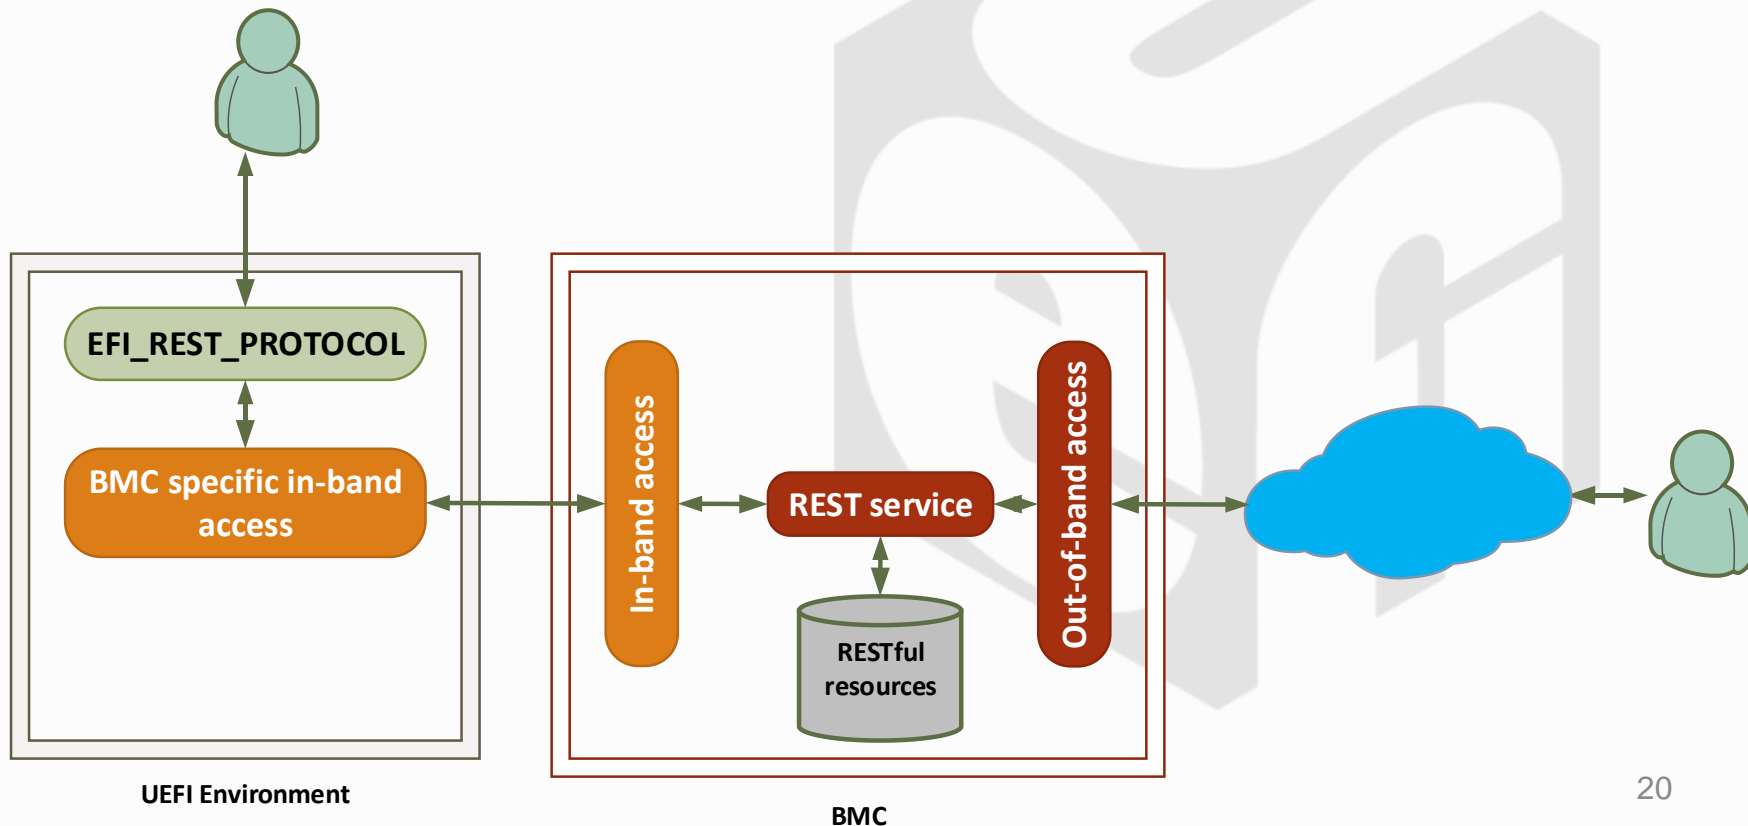 EFI_REST_PROTOCOL
BMC specific in-band
access
UEFI Environment
In-band access
REST service
RESTful
resources
Out-of-band access
BMC
20